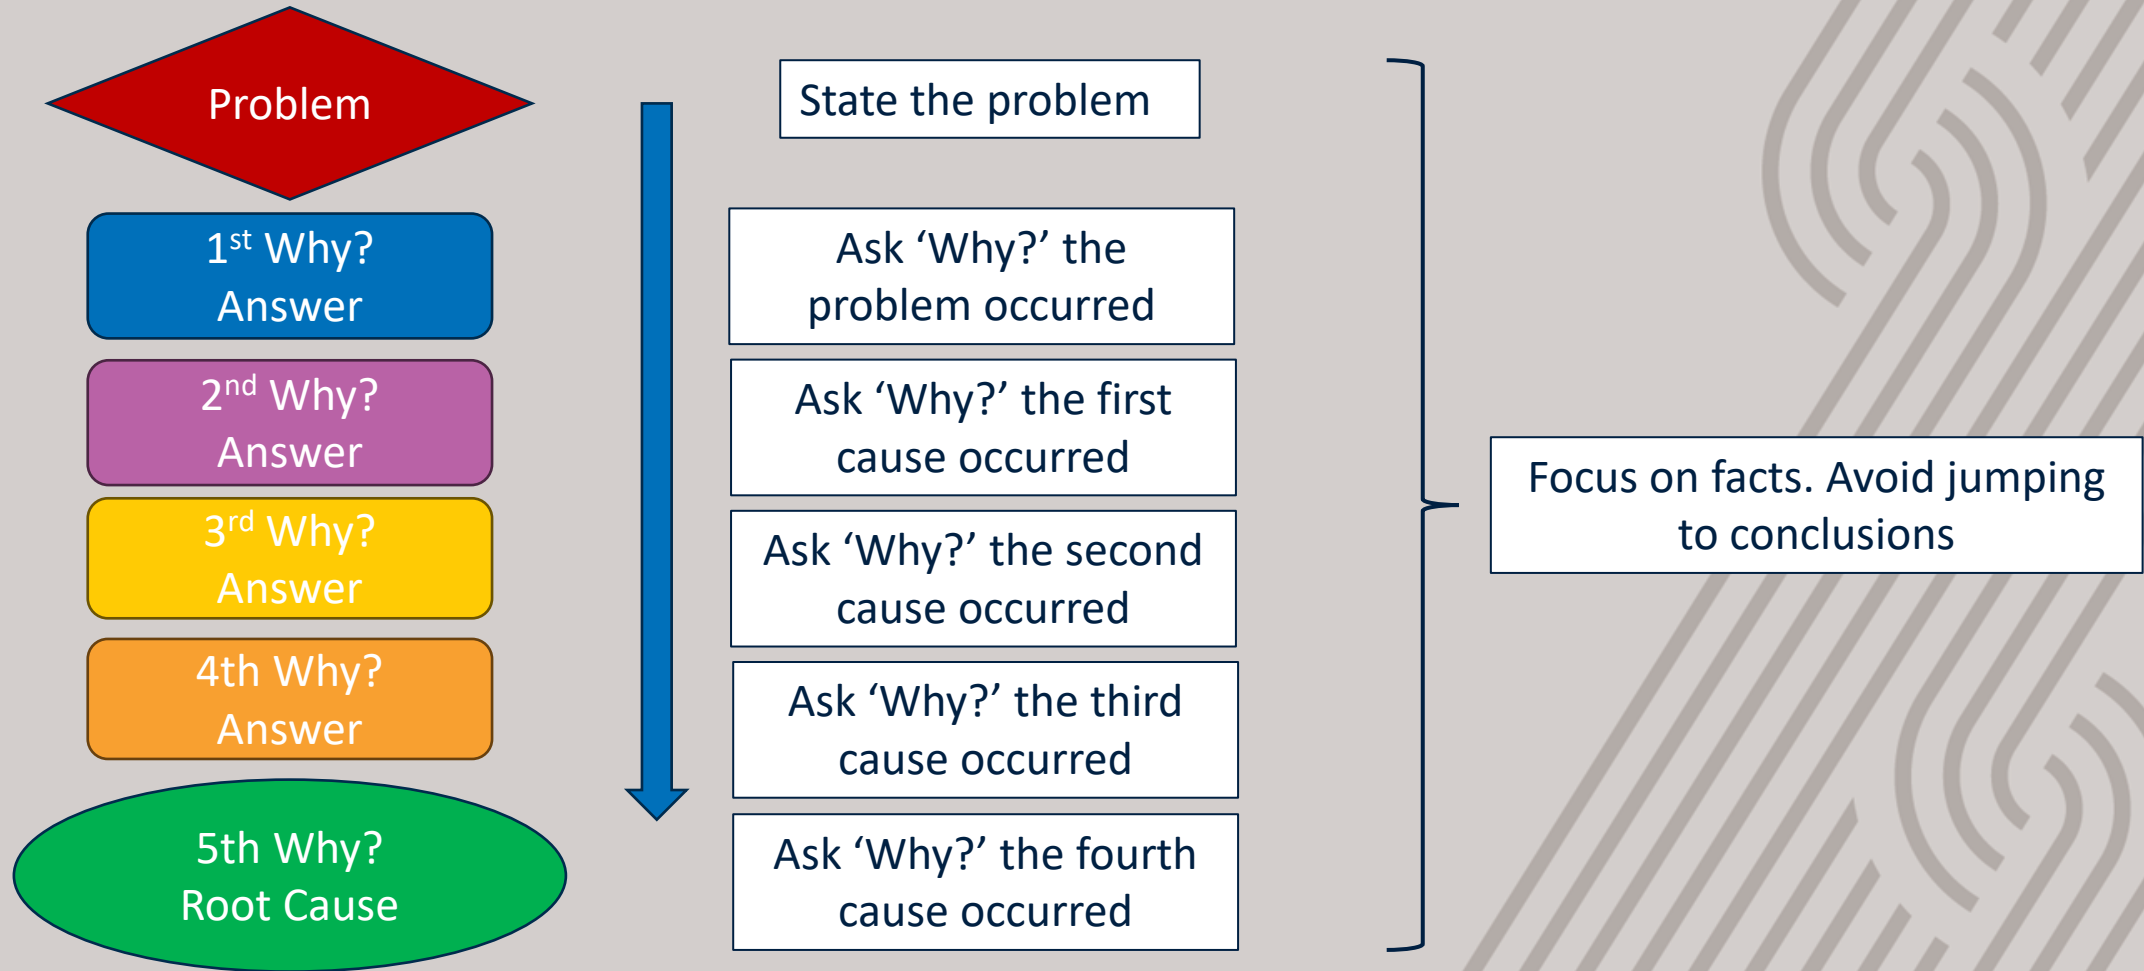 Problem
State the problem
1st Why?
Answer
Ask ‘Why?’ the
problem occurred
2nd Why?
Answer
Ask ‘Why?’ the first
cause occurred
3rd Why?
Answer
Ask ‘Why?’ the second
cause occurred
4th Why?
Answer
Ask ‘Why?’ the third
cause occurred
5th Why?
Root Cause
Ask ‘Why?’ the fourth
cause occurred
Focus on facts. Avoid jumping
to conclusions